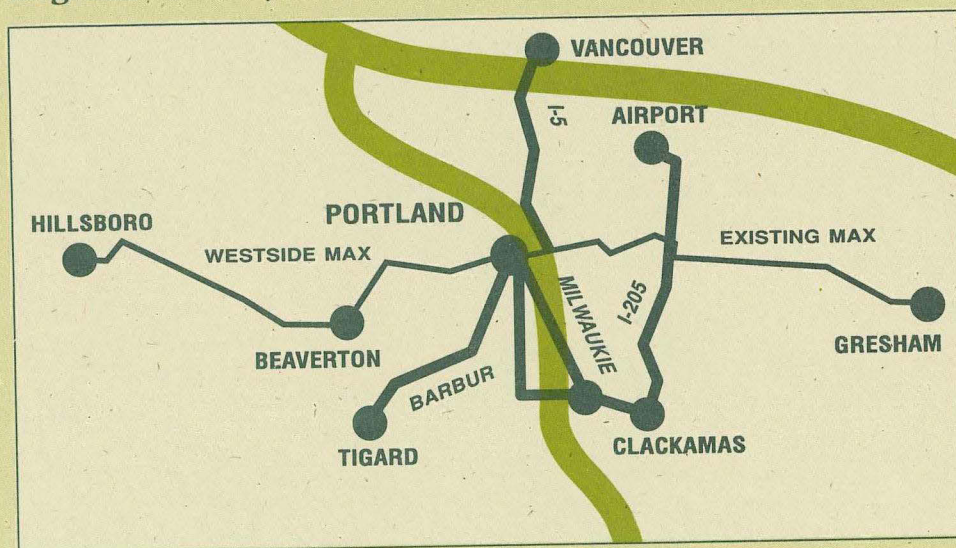 VANCOUVER
I-5
AIRPORT
HILLSBORO
PORTLAND
WESTSIDE MAX
EXISTING MAX
MILWAUKIE
I-205
BEAVERTON
GRESHAM
BARBUR
TIGARD
CLACKAMAS